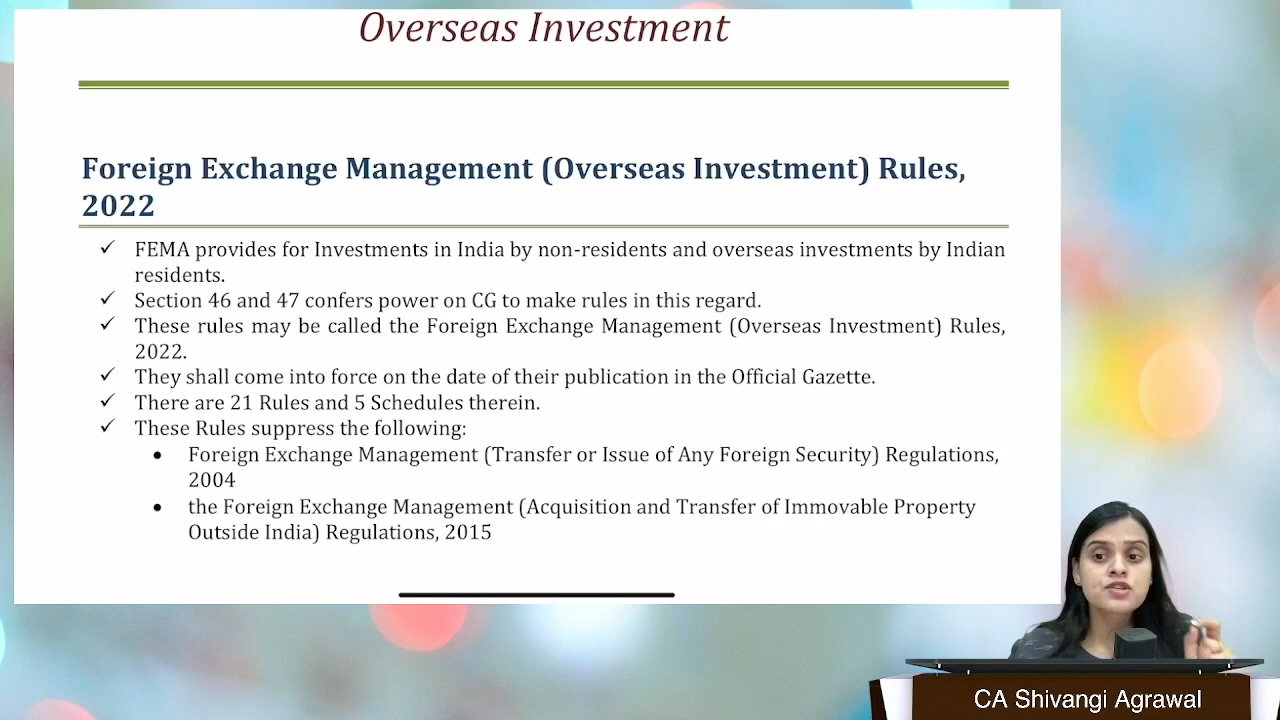 Overseas Investment
Foreign Exchange Management (Overseas Investment) Rules,
2022
✓ FEMA provides for Investments in India by non-residents and overseas investments by Indian
residents.
✓ Section 46 and 47 confers power on CG to make rules in this regard.
✓ These rules may be called the Foreign Exchange Management (Overseas Investment) Rules,
2022.
✓ They shall come into force on the date of their publication in the Official Gazette.
✓ There are 21 Rules and 5 Schedules therein.
✓ These Rules suppress the following:
• Foreign Exchange Management (Transfer or Issue of Any Foreign Security) Regulations,
2004
• the Foreign Exchange Management (Acquisition and Transfer of Immovable Property
Outside India) Regulations, 2015
CA Shivangi Agrawal